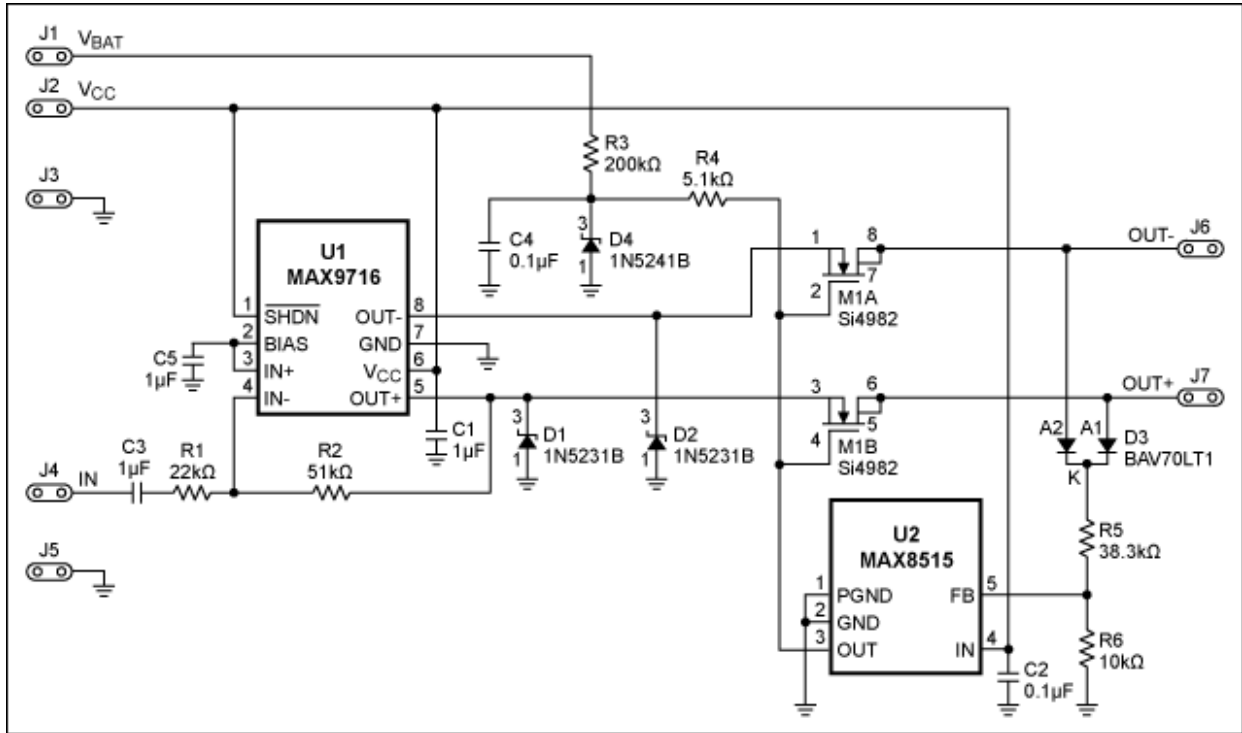 J1 VBAT
J2 VCC
J3
R3
200kΩ
R4
5.1kΩ
C4
0.1µF
3
1
D4
1N5241B
U1
MAX9716
1 SHDN
2 BIAS
3 IN+
4 IN-
OUT- 8
GND 7
VCC 6
OUT+ 5
C5
1µF
C1
1µF
1
2
8
7
M1A
Si4982
OUT- J6
3
4
6
5
M1B
Si4982
OUT+ J7
3
1
D1
1N5231B
3
1
D2
1N5231B
A2 A1
K
D3
BAV70LT1
J4 IN
C3
1µF
R1
22kΩ
R2
51kΩ
J5
U2
MAX8515
1 PGND
2 GND
3 OUT
FB 5
IN 4
R5
38.3kΩ
R6
10kΩ
C2
0.1µF